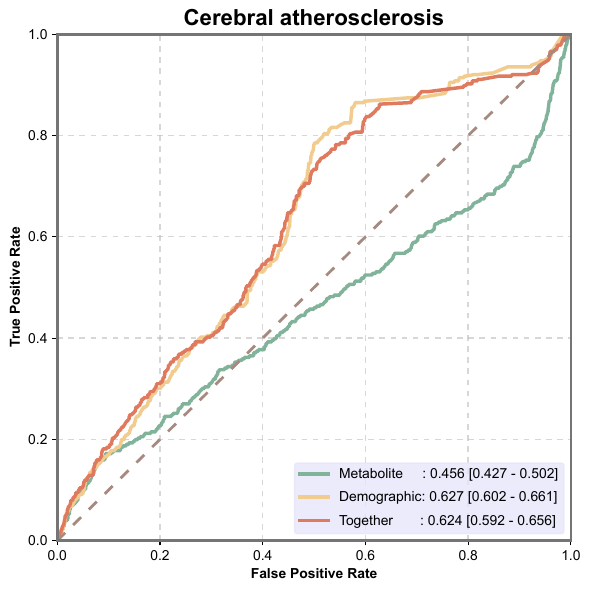 Cerebral atherosclerosis
True Positive Rate
1.0
0.8
0.6
0.4
0.2
0.0
Metabolite : 0.456 [0.427 - 0.502]
Demographic: 0.627 [0.602 - 0.661]
Together : 0.624 [0.592 - 0.656]
0.0 0.2 0.4 0.6 0.8 1.0
False Positive Rate